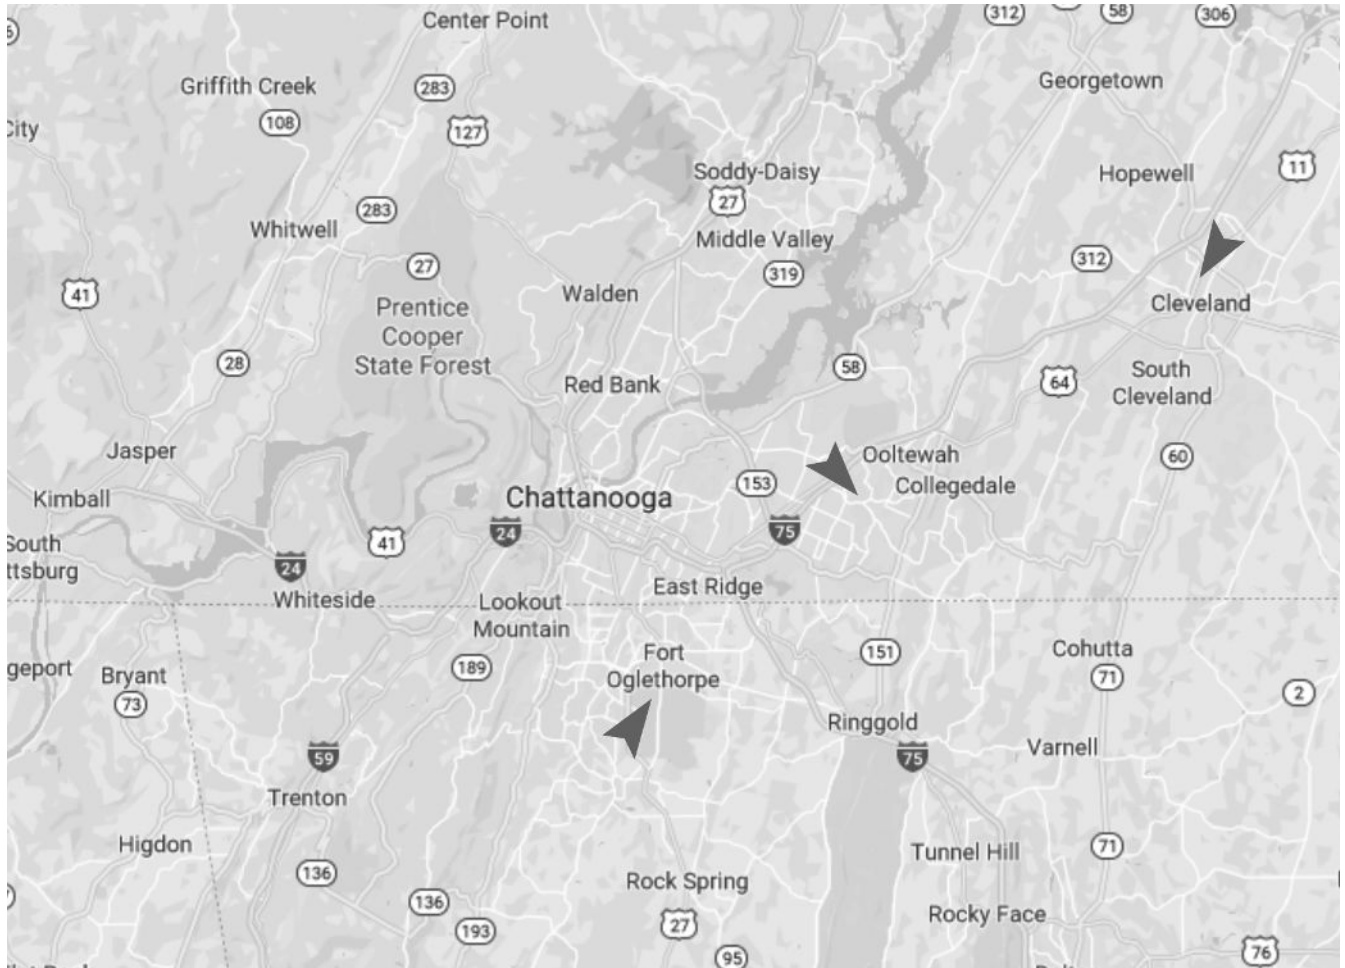 312
58
306
Center Point
Griffith Creek
283
Georgetown
108
127
City
11
Soddy-Daisy
Hopewell
27
283
Whitwell
Middle Valley
312
27
319
41
Walden
Prentice
Cooper
State Forest
Cleveland
28
58
Red Bank
64
South
Cleveland
Jasper
Ooltewah
60
153
Collegedale
Kimball
Chattanooga
24
75
41
South
ttsburg
24
East Ridge
Whiteside
Lookout
Mountain
Fort
Oglethorpe
151
Cohutta
geport
189
Bryant
71
2
73
Ringgold
Varnell
59
75
Trenton
Higdon
71
Tunnel Hill
136
Rock Spring
136
Rocky Face
27
193
76
95